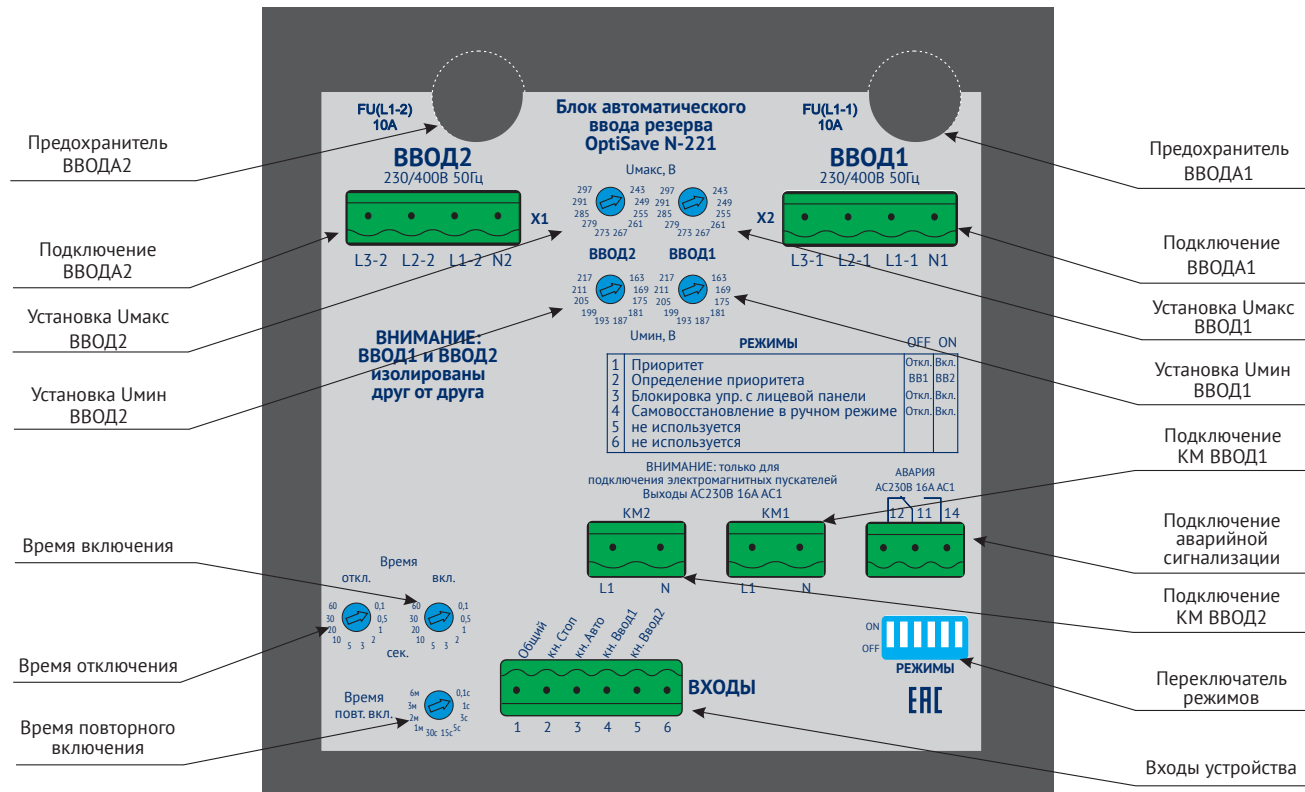 Предохранитель
ВВОДА2
Подключение
ВВОДА2
Установка Uмакс
ВВОД2
Установка Uмин
ВВОД2
Время включения
Время отключения
Время повторного
включения
FU(L1-2)
10А
ВВОД2
230/400В 50Гц
X1
L3-2 L2-2 L1-2 N2
Блок автоматического
ввода резерва
OptiSave N-221
Uмакс, В
297 243 297 243
291 249 291 249
285 255 285 255
279 261 279 261
273 267 273 267
ВВОД2 ВВОД1
217 163 217 163
211 169 211 169
205 175 205 175
199 181 199 181
193 187 193 187
Uмин, В
FU(L1-1)
10А
ВВОД1
230/400В 50Гц
X2
L3-1 L2-1 L1-1 N1
ВНИМАНИЕ:
ВВОД1 и ВВОД2
изолированы
друг от друга
РЕЖИМЫ OFF ON
1 Приоритет Откл. Вкл.
2 Определение приоритета ВВ1 ВВ2
3 Блокировка упр. с лицевой панели Откл. Вкл.
4 Самовосстановление в ручном режиме Откл. Вкл.
5 не используется
6 не используется
ВНИМАНИЕ: только для
подключения электромагнитных пускателей
Выходы АС230В 16А АС1
КМ2 КМ1
L1 N L1 N
АВАРИЯ
АС230В 16А АС1
12 11 14
Время
откл. вкл.
60 0,1 60 0,1
30 0,5 30 0,5
20 1 20 1
10 2 10 2
5 3 5 3
сек.
Время
повт. вкл.
6м 0,1с
3м 1с
2м 3с
1м 5с
30с 15с
Общий
кн.Стоп
кн.Авто
кн.Ввод1
кн.Ввод2
ВХОДЫ
1 2 3 4 5 6
ON
OFF
РЕЖИМЫ
ЕАС
Предохранитель
ВВОДА1
Подключение
ВВОДА1
Установка Uмакс
ВВОД1
Установка Uмин
ВВОД1
Подключение
КМ ВВОД1
Подключение
аварийной
сигнализации
Подключение
КМ ВВОД2
Переключатель
режимов
Входы устройства